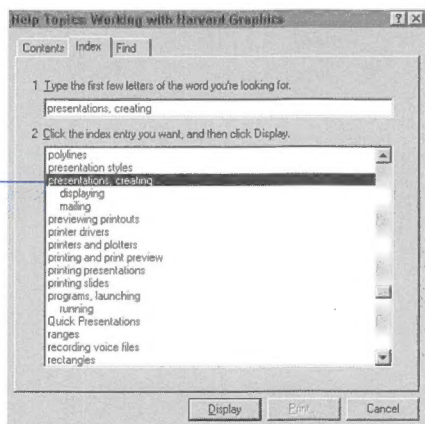 Help Topics: Working with Harvard Graphics
Contents Index Find
1 Type the first few letters of the word you're looking for.
presentations, creating
2 Click the index entry you want, and then click Display.
polylines
presentation styles
presentations, creating
displaying
mailing
previewing printouts
printer drivers
printers and plotters
printing and print preview
printing presentations
printing slides
programs, launching
running
Quick Presentations
ranges
recording voice files
rectangles
Display Print... Cancel